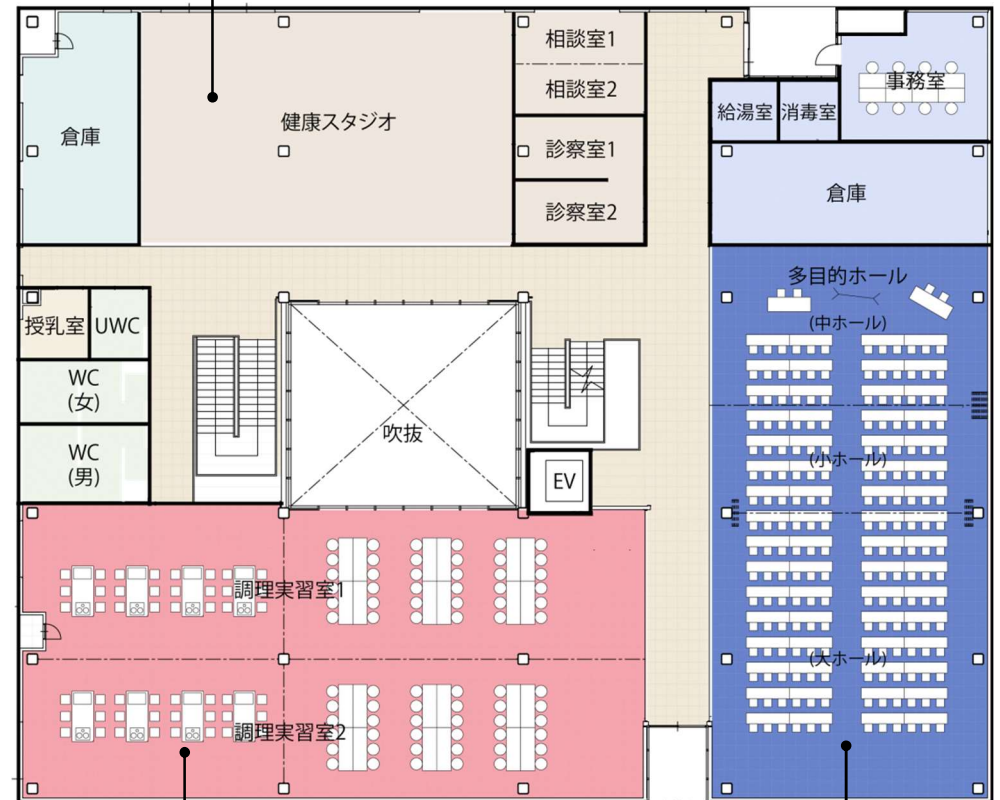 相談室1
相談室2
事務室
給湯室
消毒室
健康スタジオ
倉庫
診察室1
診察室2
倉庫
多目的ホール
(中ホール)
授乳室
UWC
WC
(女)
吹抜
WC
(男)
(小ホール)
EV
調理実習室1
(大ホール)
調理実習室2